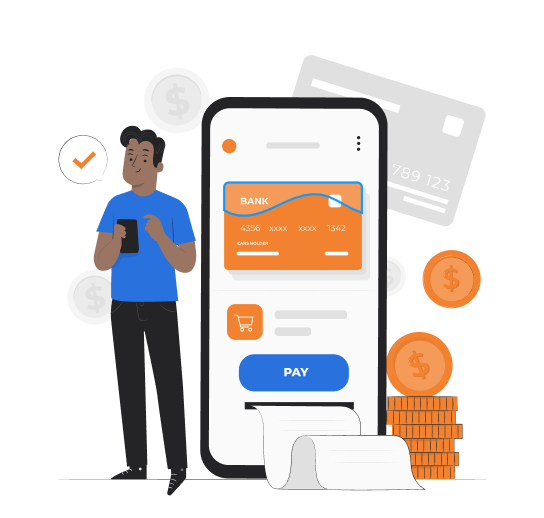 BANK
4356 xxxx xxxx 1342
CARD HOLDER
789 123
PAY
$
$
$
$
$